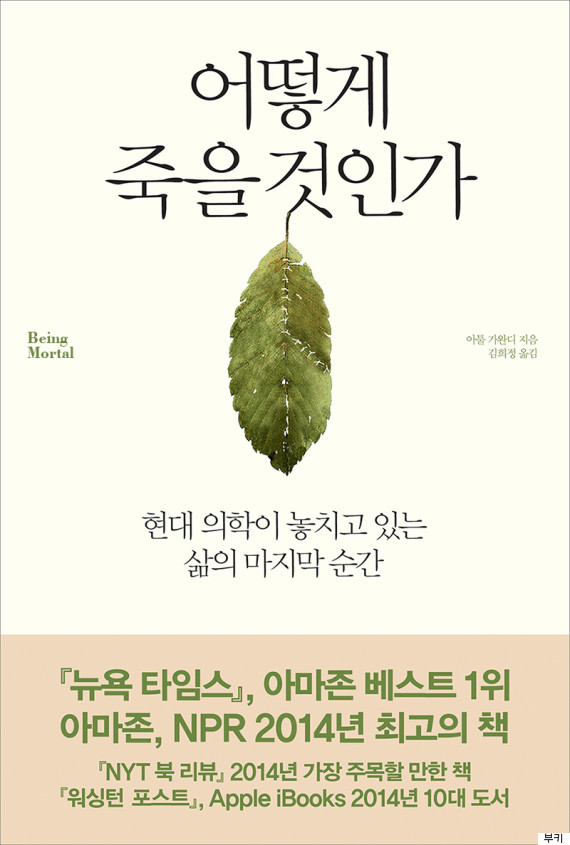 어떻게
죽을 것인가
Being
Mortal
아툴 가완디 지음
김희정 옮김
현대 의학이 놓치고 있는
삶의 마지막 순간
『뉴욕 타임스』, 아마존 베스트 1위
아마존, NPR 2014년 최고의 책
『NYT 북 리뷰』 2014년 가장 주목할 만한 책
『워싱턴 포스트』, Apple iBooks 2014년 10대 도서
부키